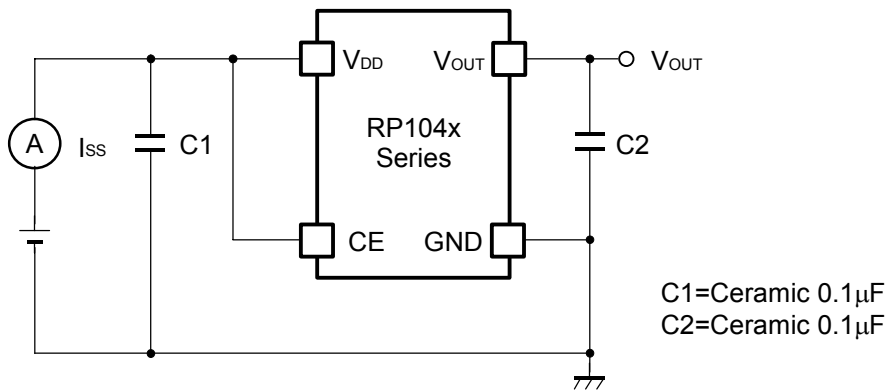 VDD
VOUT
VOUT
A
ISS
C1
RP104x
Series
C2
CE
GND
C1=Ceramic 0.1μF
C2=Ceramic 0.1μF